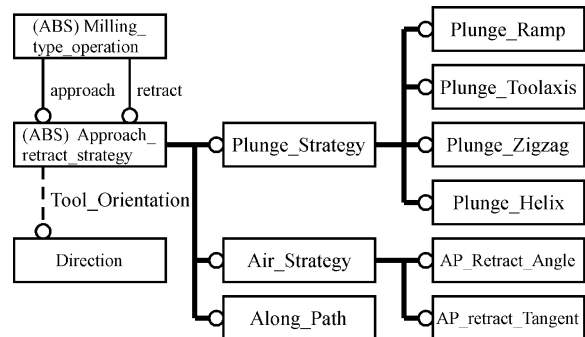 (ABS) Milling_
type_operation
approach
retract
(ABS) Approach_
retract_strategy
Tool_Orientation
Direction
Plunge_Strategy
Air_Strategy
Along_Path
Plunge_Ramp
Plunge_Toolaxis
Plunge_Zigzag
Plunge_Helix
AP_Retract_Angle
AP_retract_Tangent